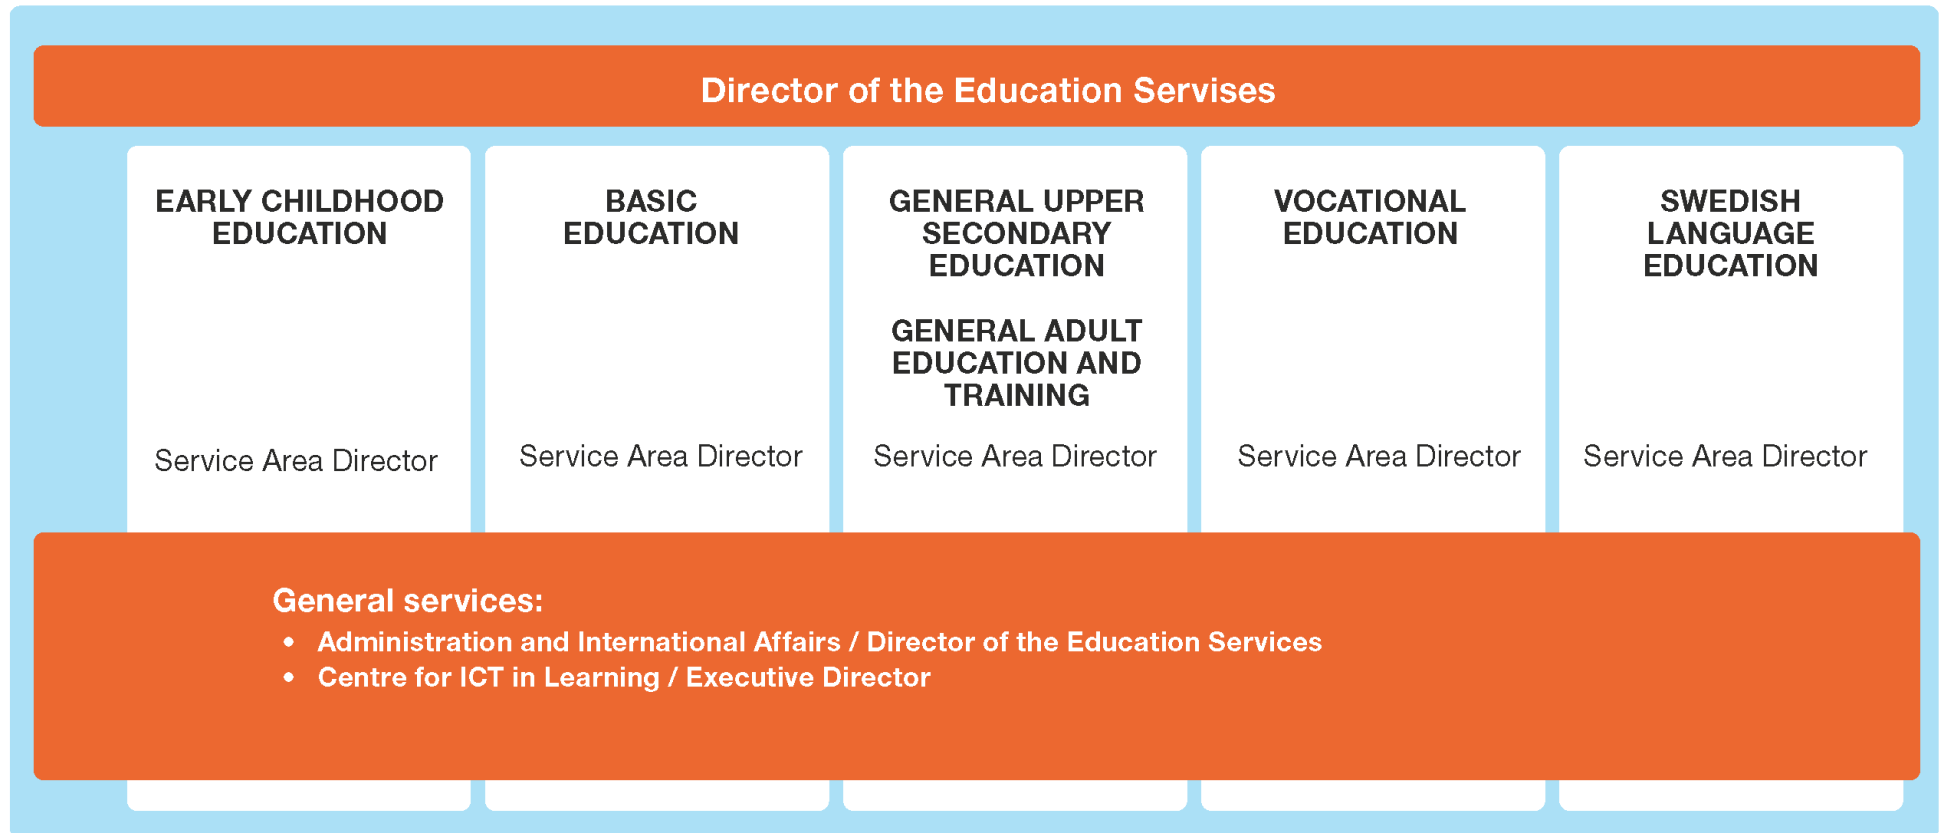 Director of the Education Servises
EARLY CHILDHOOD
EDUCATION
Service Area Director
BASIC
EDUCATION
Service Area Director
GENERAL UPPER
SECONDARY
EDUCATION
GENERAL ADULT
EDUCATION AND
TRAINING
Service Area Director
VOCATIONAL
EDUCATION
Service Area Director
SWEDISH
LANGUAGE
EDUCATION
Service Area Director
General services:
• Administration and International Affairs / Director of the Education Services
• Centre for ICT in Learning / Executive Director